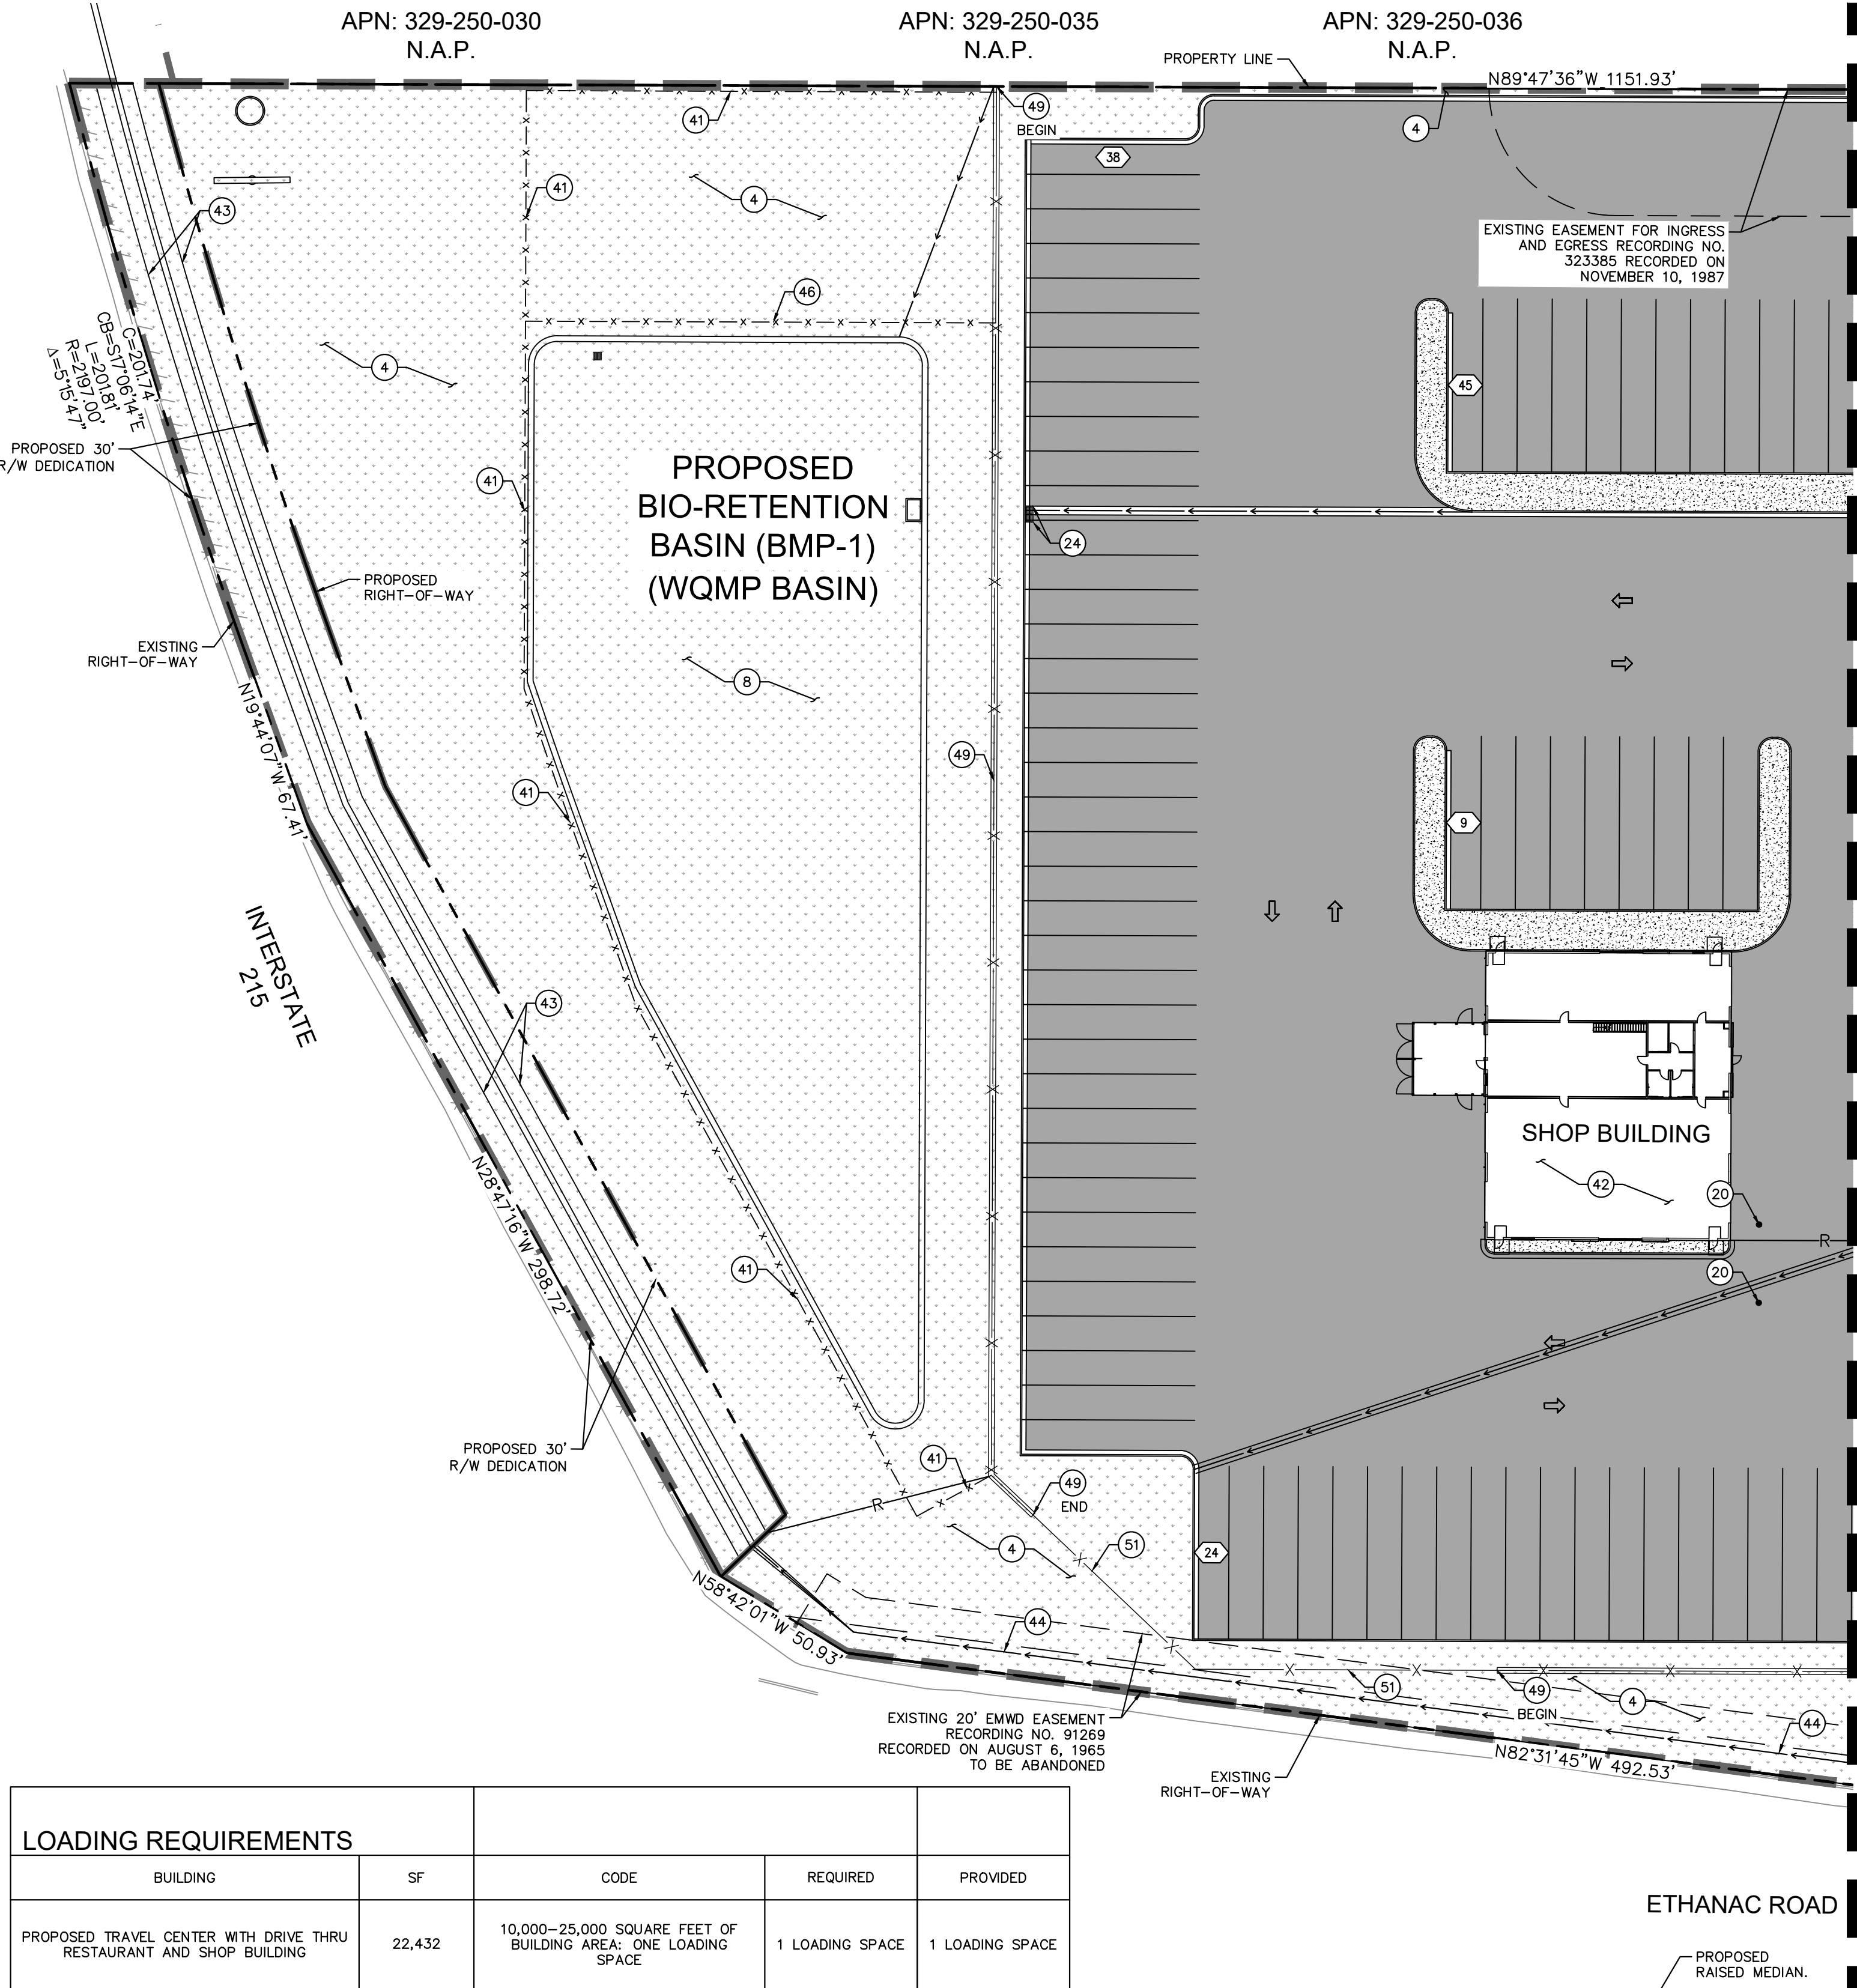 APN: 329-250-030
N.A.P.
APN: 329-250-035
N.A.P.
APN: 329-250-036
N.A.P.
PROPERTY LINE
N89°47'36"W 1151.93'
41
49
BEGIN
4
38
41
4
43
EXISTING EASEMENT FOR INGRESS
AND EGRESS RECORDING NO.
323385 RECORDED ON
NOVEMBER 10, 1987
46
4
45
C=201.74'
CB=S17°06'14"E
L=201.81'
R=2197.00'
Δ=5°15'47"
PROPOSED 30'
R/W DEDICATION
41
PROPOSED
BIO-RETENTION
BASIN (BMP-1)
(WQMP BASIN)
24
PROPOSED
RIGHT-OF-WAY
EXISTING
RIGHT-OF-WAY
8
N19°44'07"W 67.41'
49
41
9
INTERSTATE
215
43
SHOP BUILDING
42
20
R
20
N28°47'16"W 298.72'
41
PROPOSED 30'
R/W DEDICATION
41
49
END
R
4
51
24
N58°42'01"W 50.93'
44
51
49
BEGIN
4
44
EXISTING 20' EMWD EASEMENT
RECORDING NO. 91269
RECORDED ON AUGUST 6, 1965
TO BE ABANDONED
N82°31'45"W 492.53'
EXISTING
RIGHT-OF-WAY
LOADING REQUIREMENTS
BUILDING SF CODE REQUIRED PROVIDED
PROPOSED TRAVEL CENTER WITH DRIVE THRU
RESTAURANT AND SHOP BUILDING
22,432
10,000-25,000 SQUARE FEET OF
BUILDING AREA: ONE LOADING
SPACE
1 LOADING SPACE
1 LOADING SPACE
ETHANAC ROAD
PROPOSED
RAISED MEDIAN.